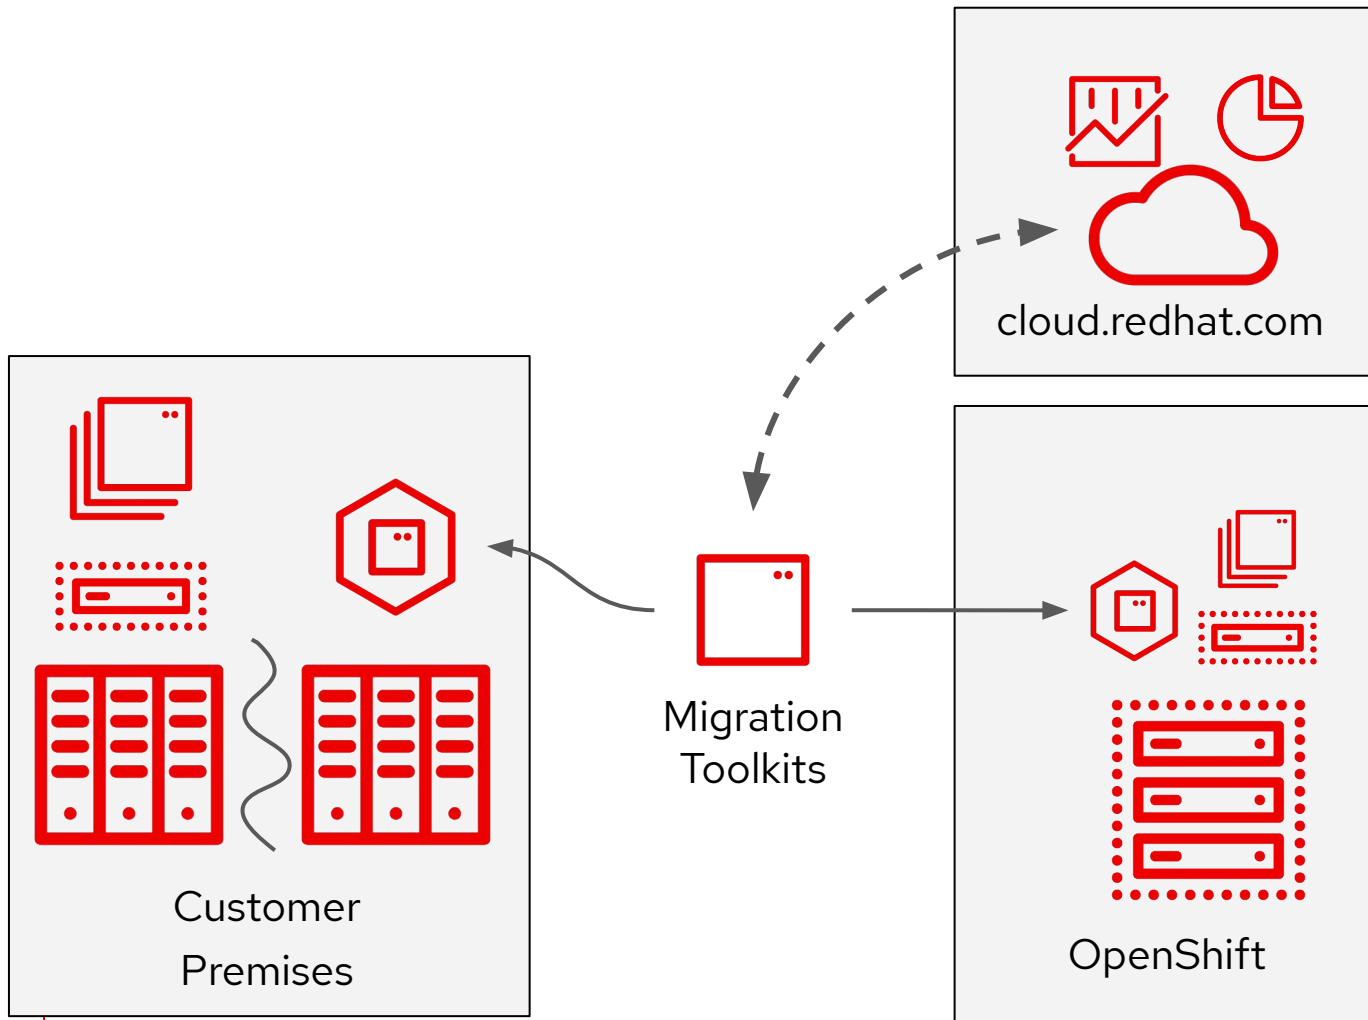 cloud.redhat.com
Migration
Toolkits
Customer
Premises
OpenShift